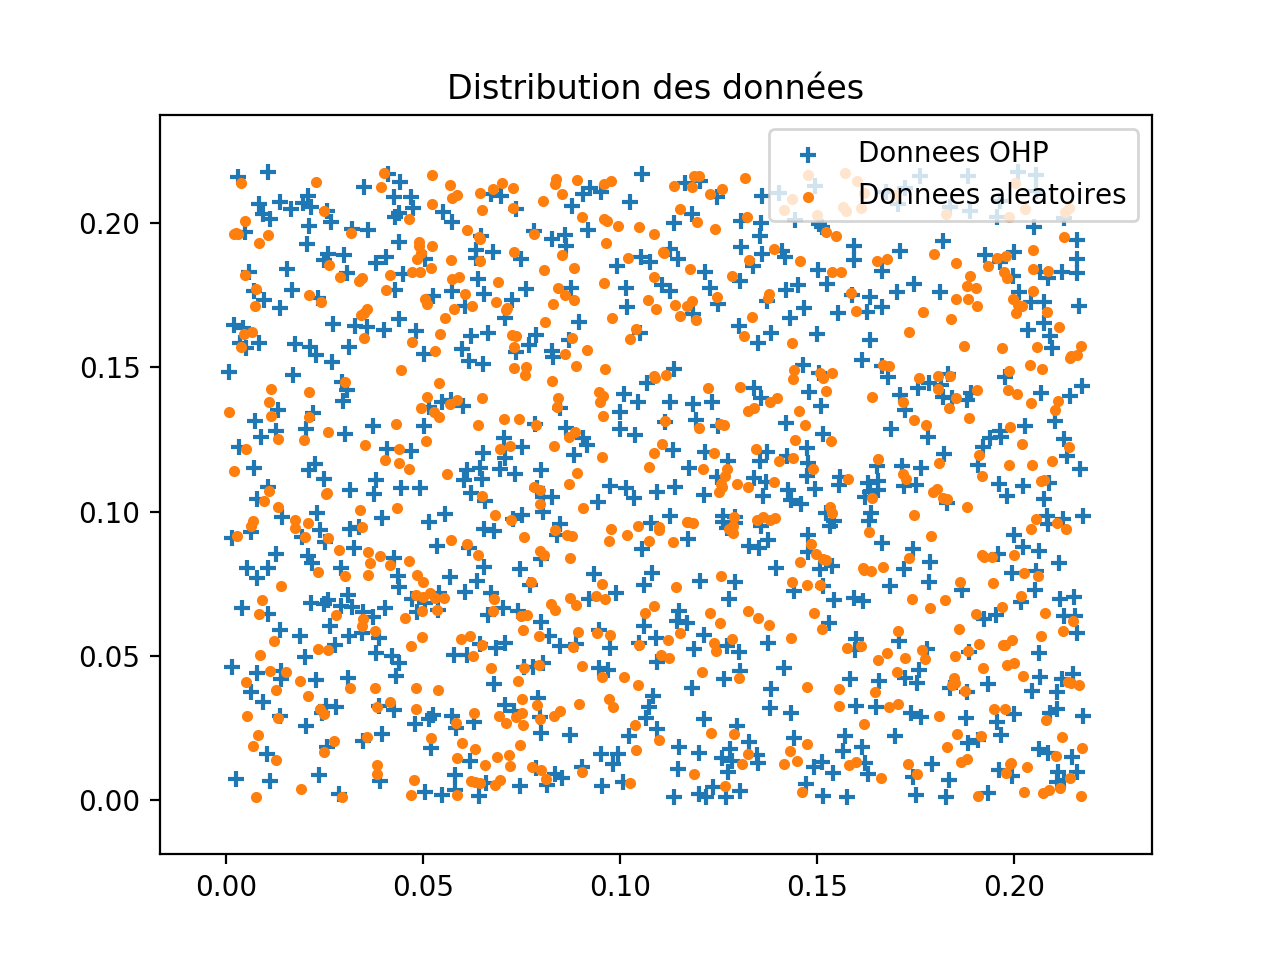 Distribution des données
Donnees OHP
Donnees aleatoires
0.20
0.15
0.10
0.05
0.00
0.00 0.05 0.10 0.15 0.20